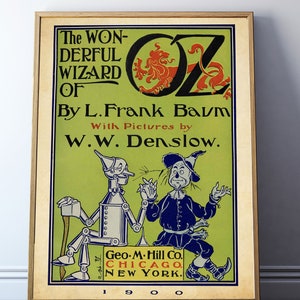 The WON-
DERFUL
WIZARD
OF
OZ
By L. Frank Baum
With Pictures by
W. W. Denslow.
Geo. M. Hill Co.
CHICAGO.
NEW YORK.
1900